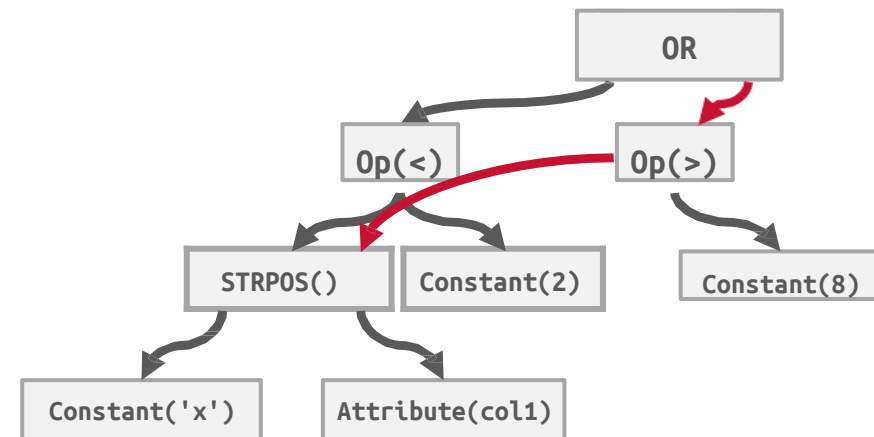 OR
Op(<)
Op(>)
STRPOS()
Constant(2)
Constant(8)
Constant('x')
Attribute(col1)